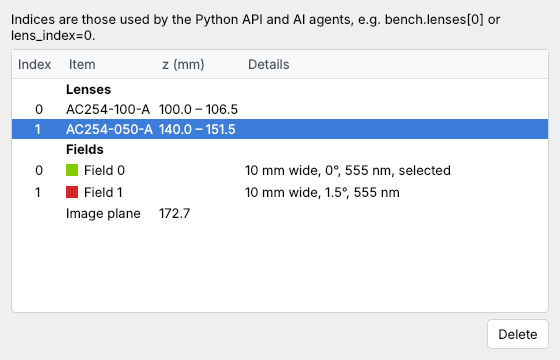 Indices are those used by the Python API and AI agents, e.g. bench.lenses[0] or
lens_index=0.
Index Item z (mm) Details
Lenses
0 AC254-100-A 100.0 – 106.5
1 AC254-050-A 140.0 – 151.5
Fields
0 Field 0 10 mm wide, 0°, 555 nm, selected
1 Field 1 10 mm wide, 1.5°, 555 nm
Image plane 172.7
Delete